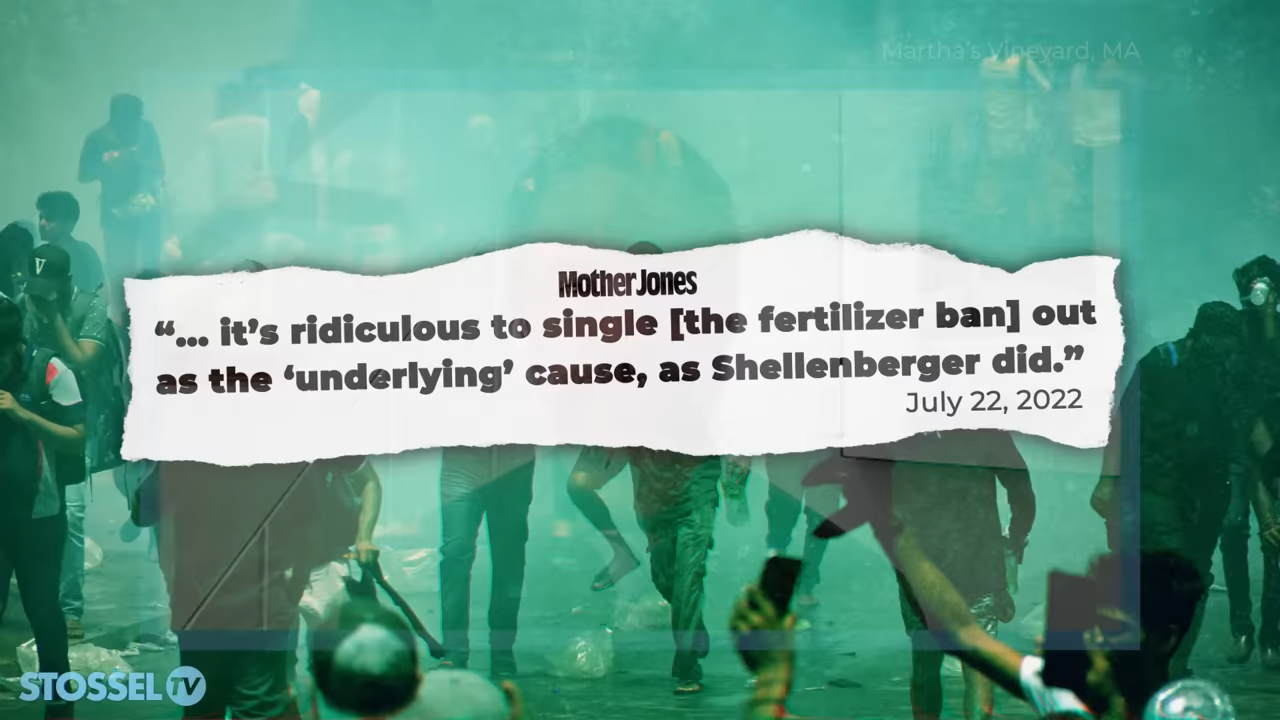 Martha's Vineyard, MA
Mother Jones
“... it’s ridiculous to single [the fertilizer ban] out
as the ‘underlying’ cause, as Shellenberger did.”
July 22, 2022
STOSSEL TV